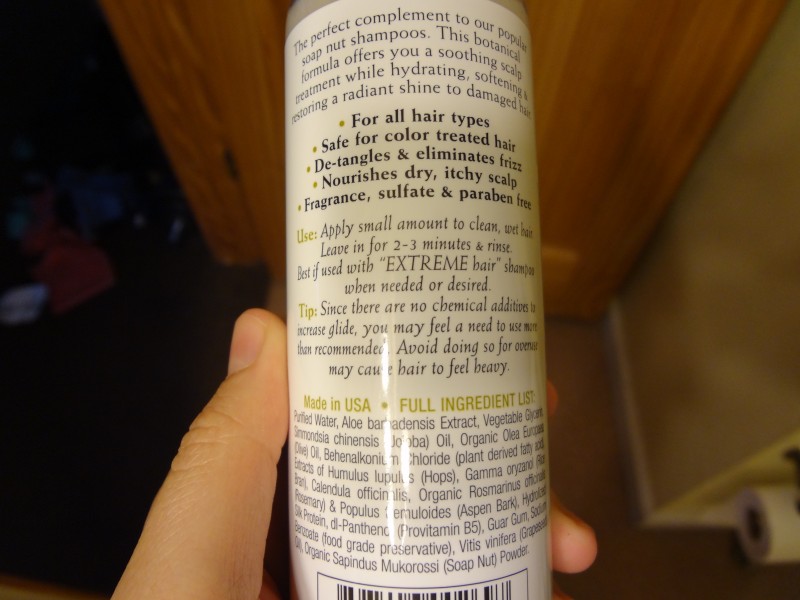 The perfect complement to our popular
soap nut shampoos. This botanical
formula offers you a soothing scalp
treatment while hydrating, softening &
restoring a radiant shine to damaged hair.
• For all hair types
• Safe for color treated hair
• De-tangles & eliminates frizz
• Nourishes dry, itchy scalp
• Fragrance, sulfate & paraben free
Use: Apply small amount to clean, wet hair.
Leave in for 2-3 minutes & rinse.
Best if used with "EXTREME hair" shampoo
when needed or desired.
Tip: Since there are no chemical additives to
increase glide, you may feel a need to use more
than recommended. Avoid doing so for overuse
may cause hair to feel heavy.
Made in USA • FULL INGREDIENT LIST:
Purified Water, Aloe barbadensis Extract, Vegetable Glycerin,
Simmondsia chinensis (Jojoba) Oil, Organic Olea Europaea
(Olive) Oil, Behenalkonium Chloride (plant derived fatty acid),
Extracts of Humulus lupulus (Hops), Gamma oryzanol (Rice
Bran), Calendula officinalis, Organic Rosmarinus officinalis
(Rosemary) & Populus tremuloides (Aspen Bark), Hydrolyzed
Silk Protein, dl-Panthenol (Provitamin B5), Guar Gum, Sodium
Benzoate (food grade preservative), Vitis vinifera (Grapeseed)
Oil, Organic Sapindus Mukorossi (Soap Nut) Powder.